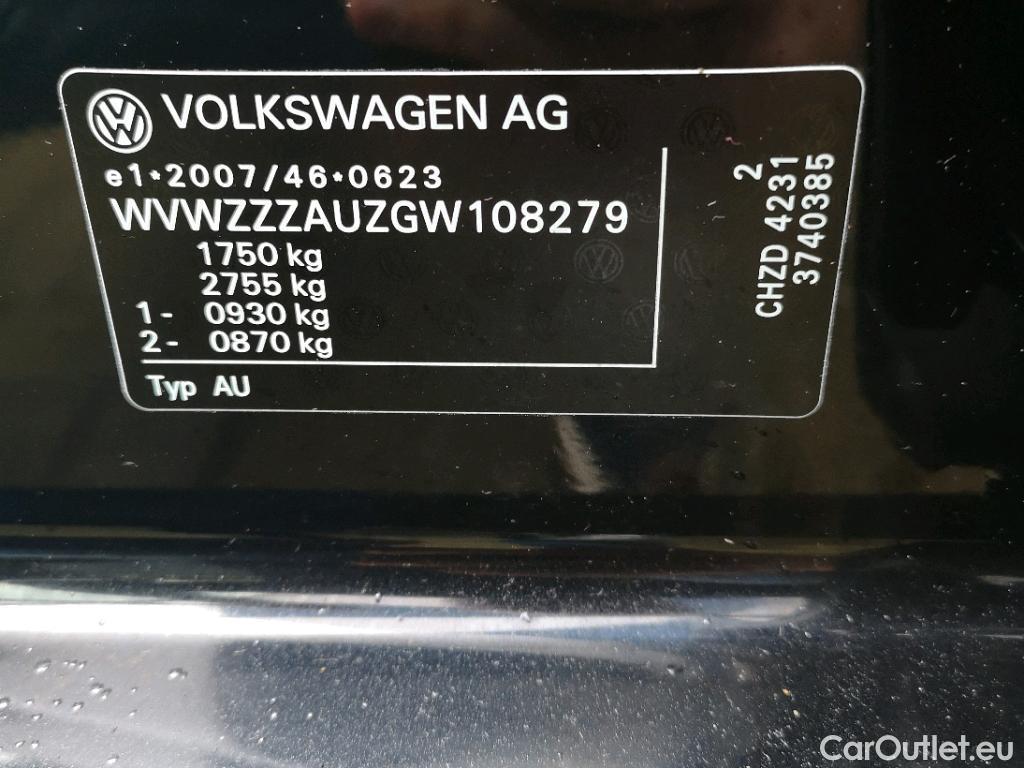 VOLKSWAGEN AG
e1*2007/46*0623
WVWZZZAUZGW108279
1750 kg
2755 kg
1- 0930 kg
2- 0870 kg
Typ AU
2
CHZD 4231
3740385
CarOutlet.eu